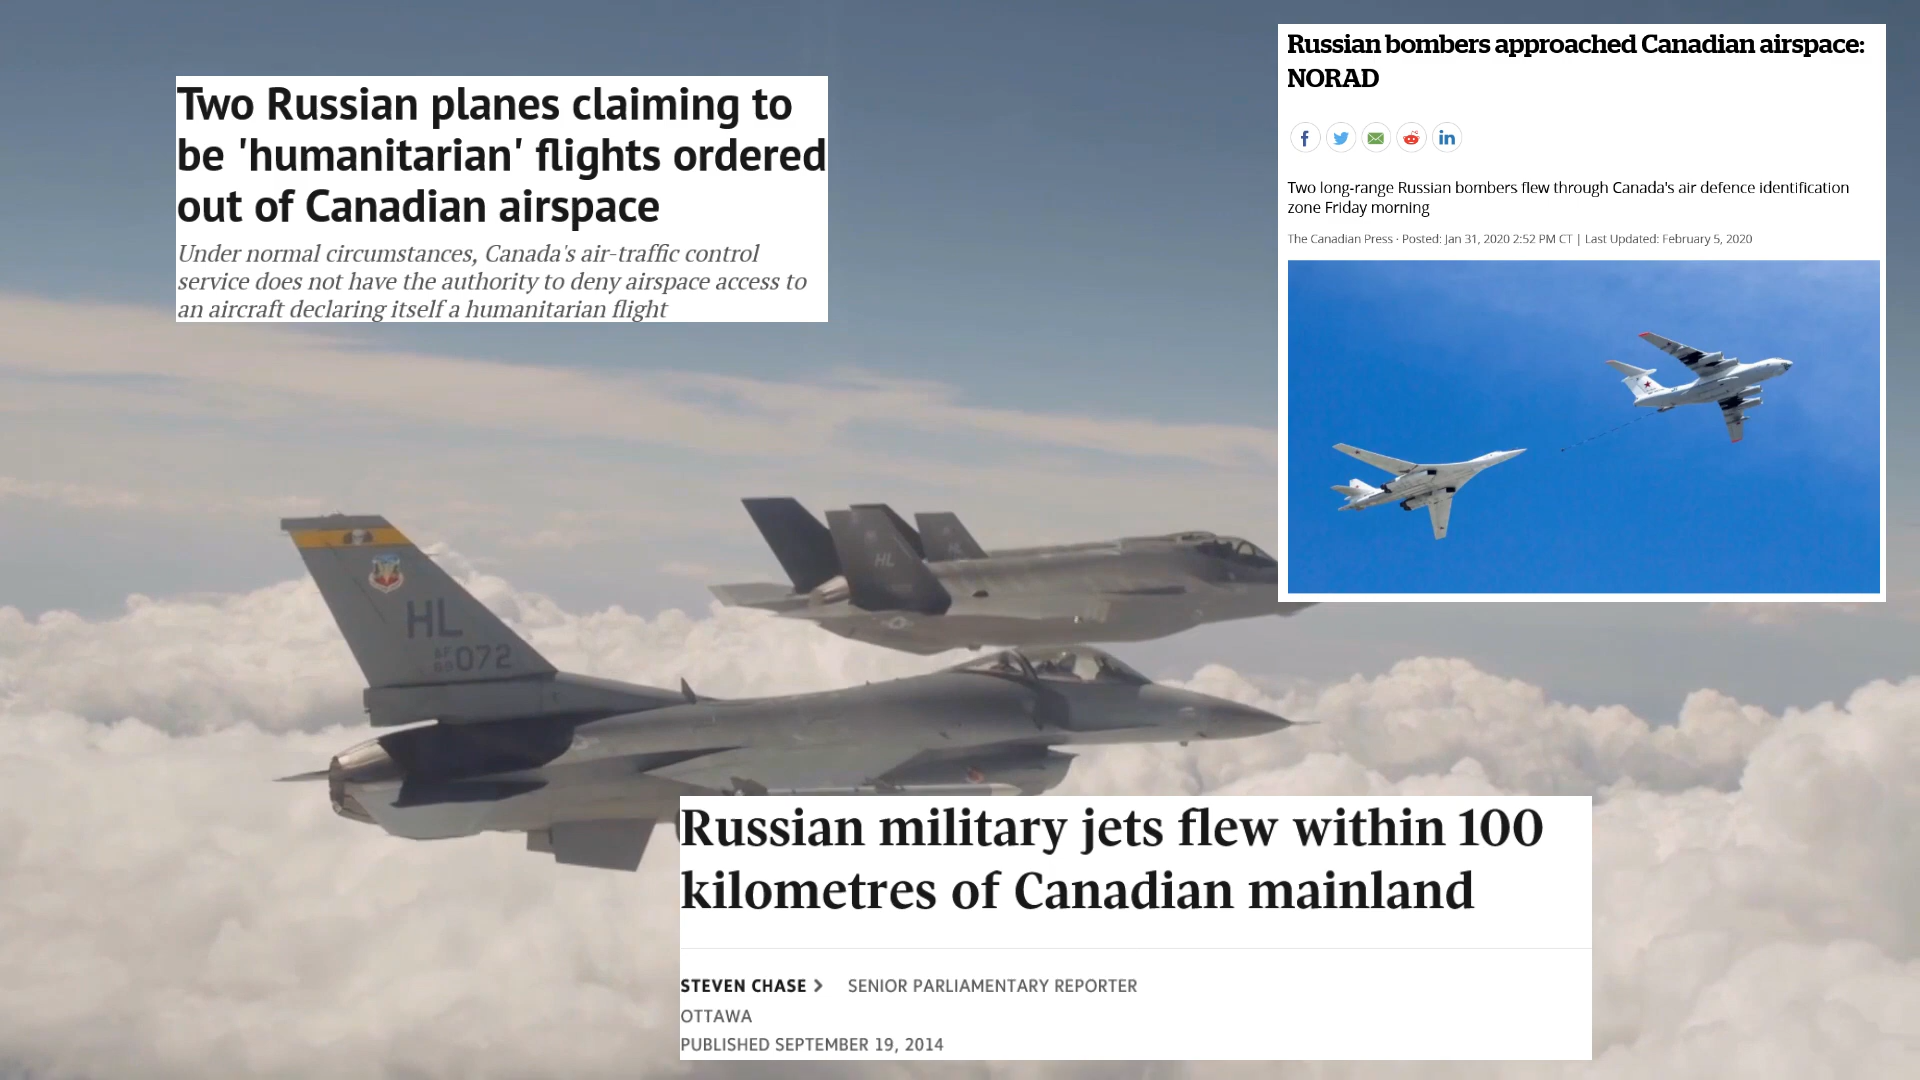 Two Russian planes claiming to
be 'humanitarian' flights ordered
out of Canadian airspace
Under normal circumstances, Canada's air-traffic control
service does not have the authority to deny airspace access to
an aircraft declaring itself a humanitarian flight
Russian bombers approached Canadian airspace:
NORAD
Two long-range Russian bombers flew through Canada's air defence identification
zone Friday morning
The Canadian Press · Posted: Jan 31, 2020 2:52 PM CT | Last Updated: February 5, 2020
HL
HL
HL
AF
89072
Russian military jets flew within 100
kilometres of Canadian mainland
STEVEN CHASE > SENIOR PARLIAMENTARY REPORTER
OTTAWA
PUBLISHED SEPTEMBER 19, 2014